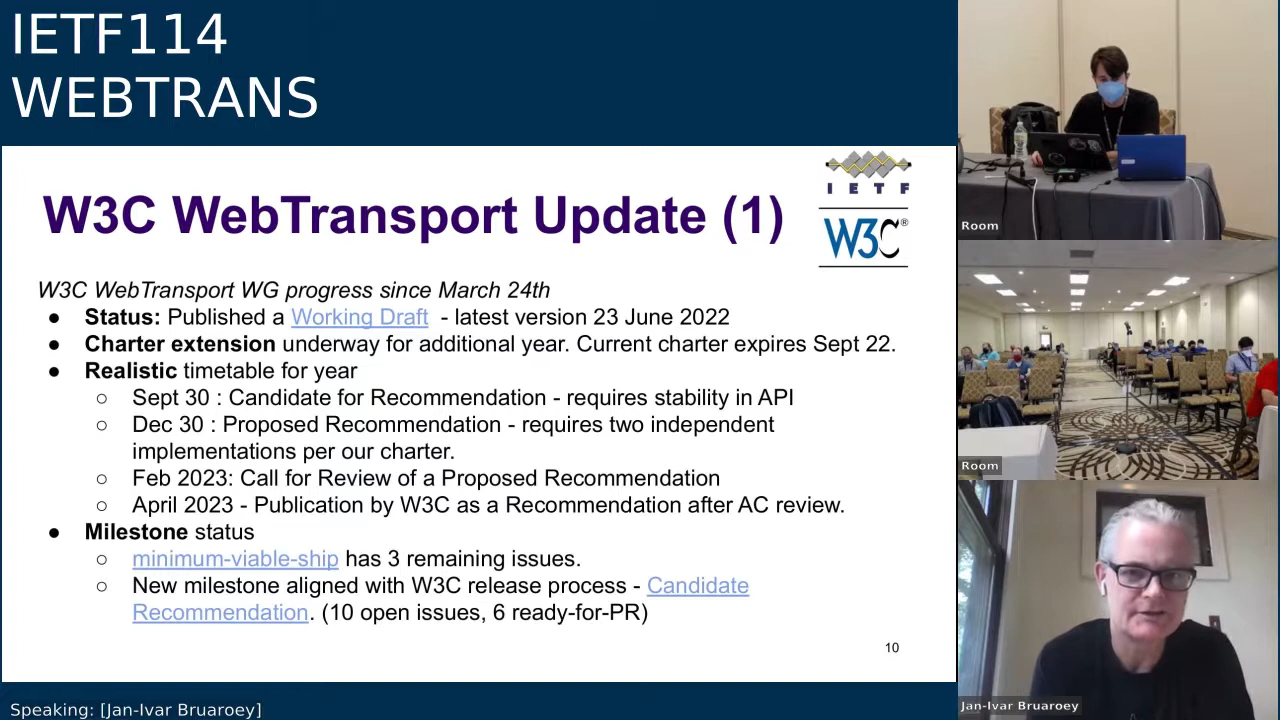 IETF114
WEBTRANS
I E T F
W3C®
W3C WebTransport Update (1)
W3C WebTransport WG progress since March 24th
● Status: Published a Working Draft - latest version 23 June 2022
● Charter extension underway for additional year. Current charter expires Sept 22.
● Realistic timetable for year
○ Sept 30 : Candidate for Recommendation - requires stability in API
○ Dec 30 : Proposed Recommendation - requires two independent
implementations per our charter.
○ Feb 2023: Call for Review of a Proposed Recommendation
○ April 2023 - Publication by W3C as a Recommendation after AC review.
● Milestone status
○ minimum-viable-ship has 3 remaining issues.
○ New milestone aligned with W3C release process - Candidate
Recommendation. (10 open issues, 6 ready-for-PR)
10
Room
Room
Jan-Ivar Bruaroey
Speaking: [Jan-Ivar Bruaroey]